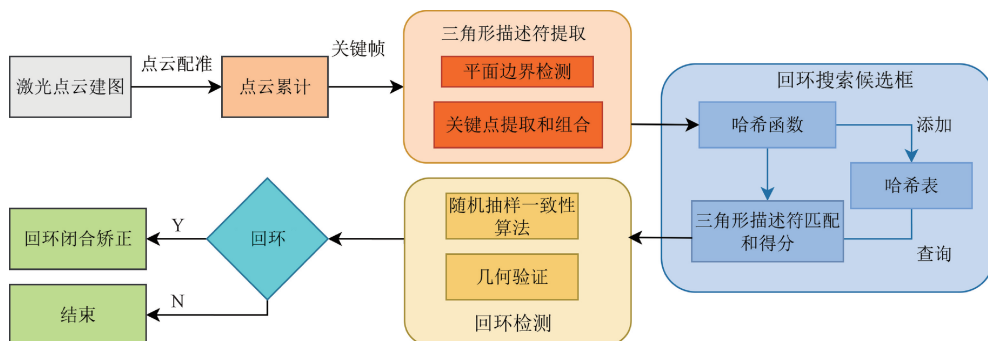 激光点云建图
点云配准
点云累计
关键帧
三角形描述符提取
平面边界检测
关键点提取和组合
回环搜索候选框
哈希函数
添加
哈希表
三角形描述符匹配
和得分
查询
随机抽样一致性
算法
几何验证
回环检测
回环
Y
回环闭合矫正
N
结束